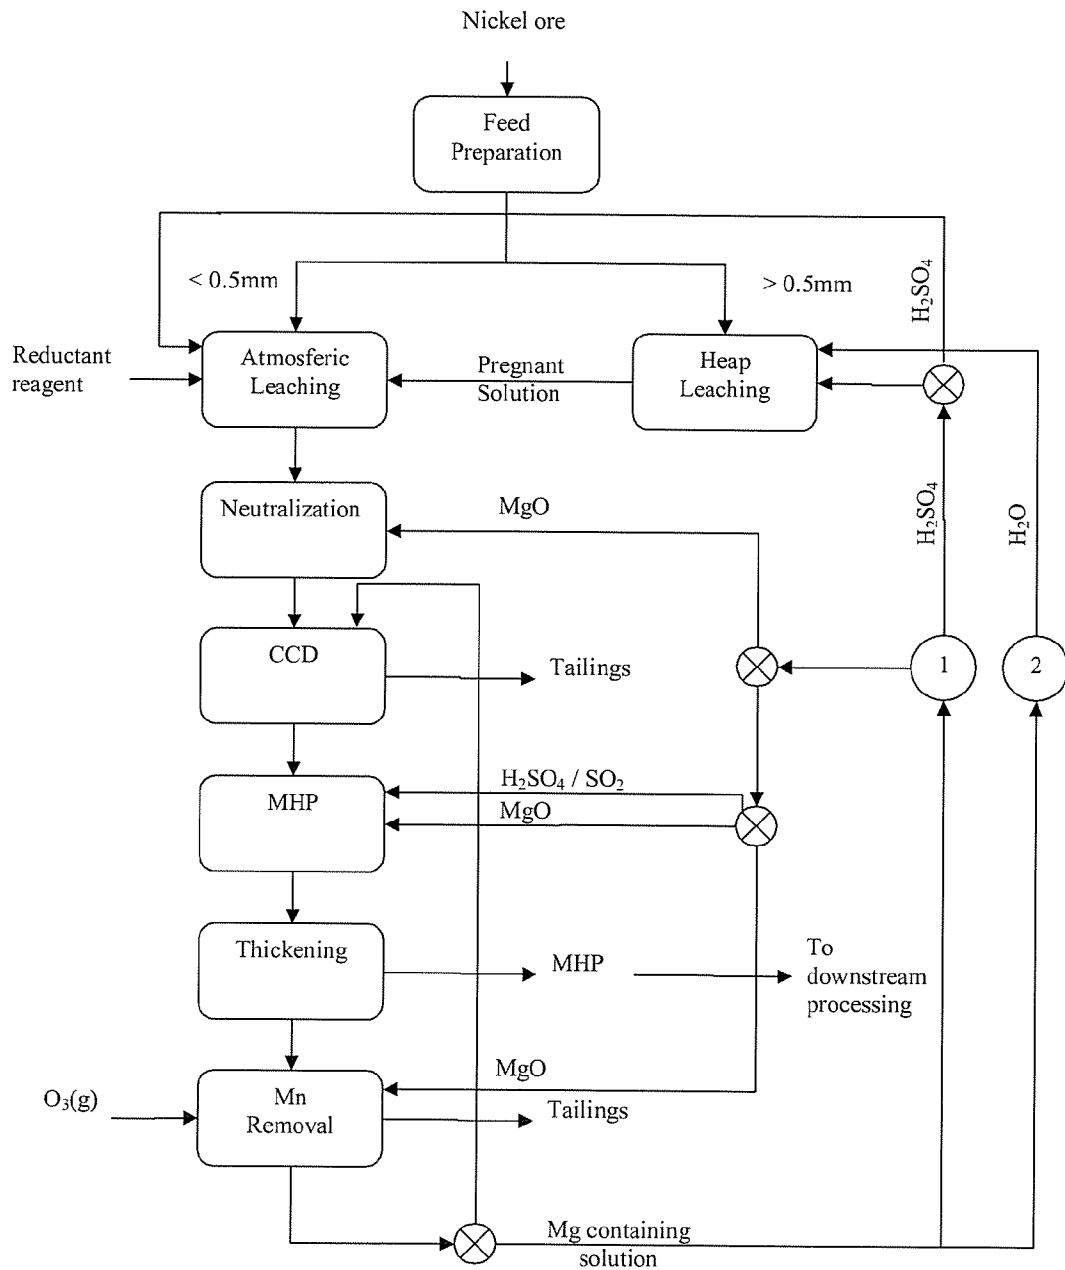 Nickel ore
Feed
Preparation
< 0.5mm
> 0.5mm
H₂SO₄
Reductant
reagent
Atmosferic
Leaching
Pregnant
Solution
Heap
Leaching
Neutralization
MgO
H₂SO₄
H₂O
CCD
Tailings
1
2
MHP
H₂SO₄ / SO₂
MgO
Thickening
MHP
To
downstream
processing
MgO
O₃(g)
Mn
Removal
Tailings
Mg containing
solution